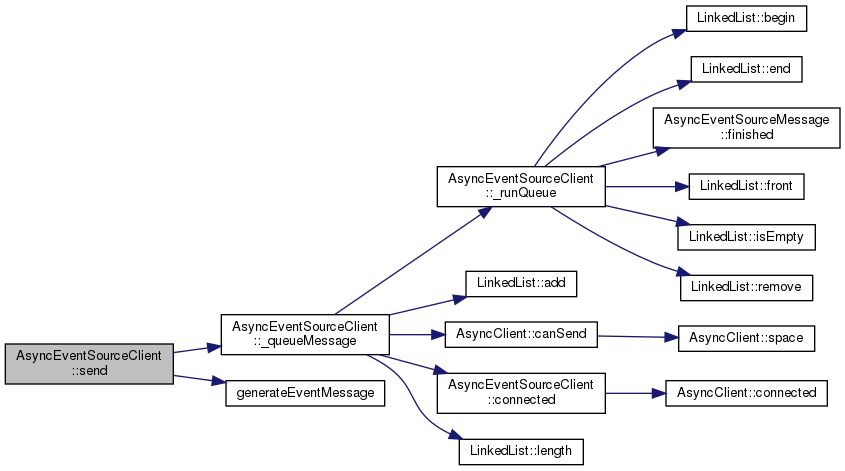 LinkedList::begin
LinkedList::end
AsyncEventSourceMessage
::finished
AsyncEventSourceClient
::_runQueue
LinkedList::front
LinkedList::isEmpty
LinkedList::remove
LinkedList::add
AsyncEventSourceClient
::_queueMessage
AsyncClient::canSend
AsyncClient::space
AsyncEventSourceClient
::send
generateEventMessage
AsyncEventSourceClient
::connected
AsyncClient::connected
LinkedList::length